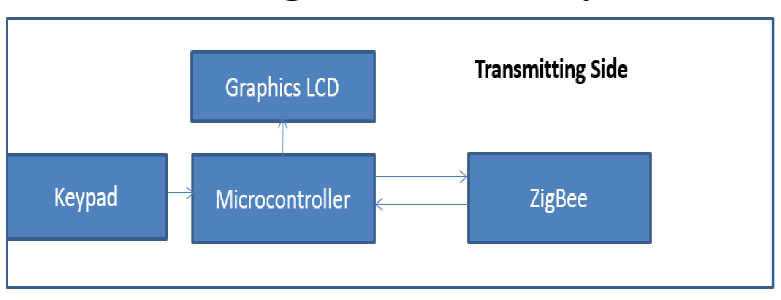 Graphics LCD
Transmitting Side
Keypad
Microcontroller
ZigBee